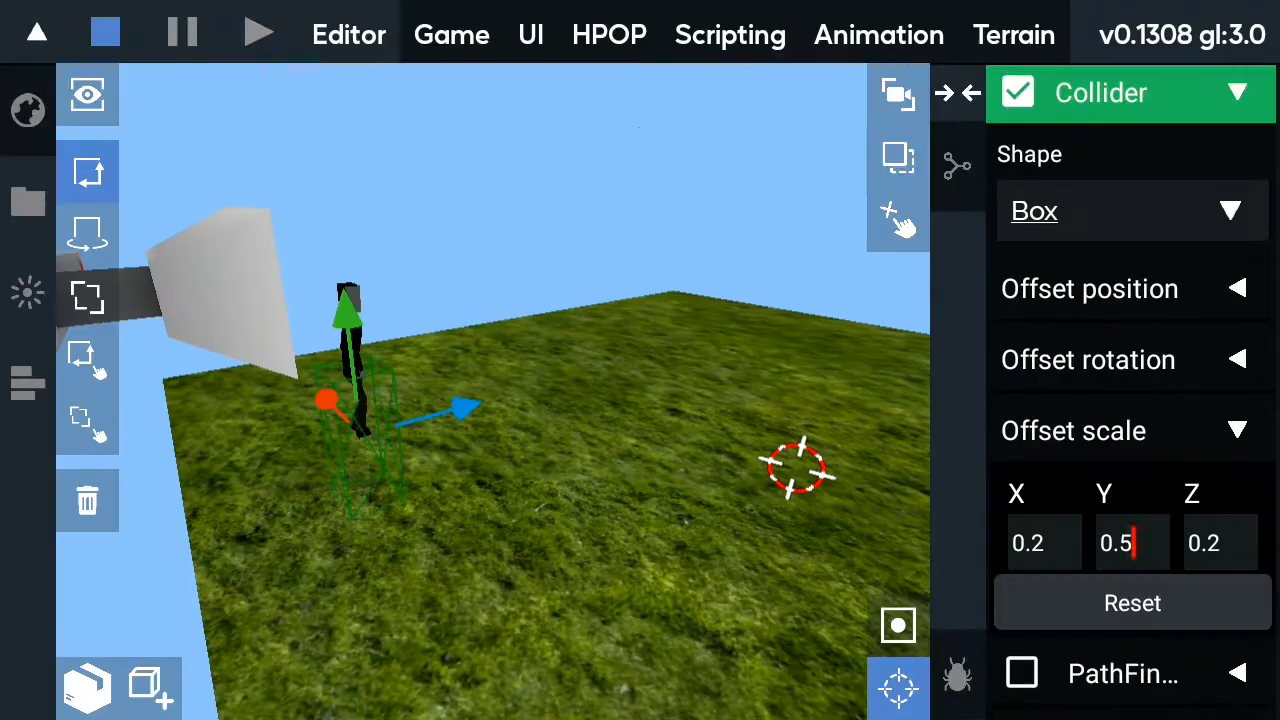 Editor Game UI HPOP Scripting Animation Terrain v0.1308 gl:3.0
Collider
Shape
Box
Offset position
Offset rotation
Offset scale
X Y Z
0.2 0.5 0.2
Reset
PathFin...